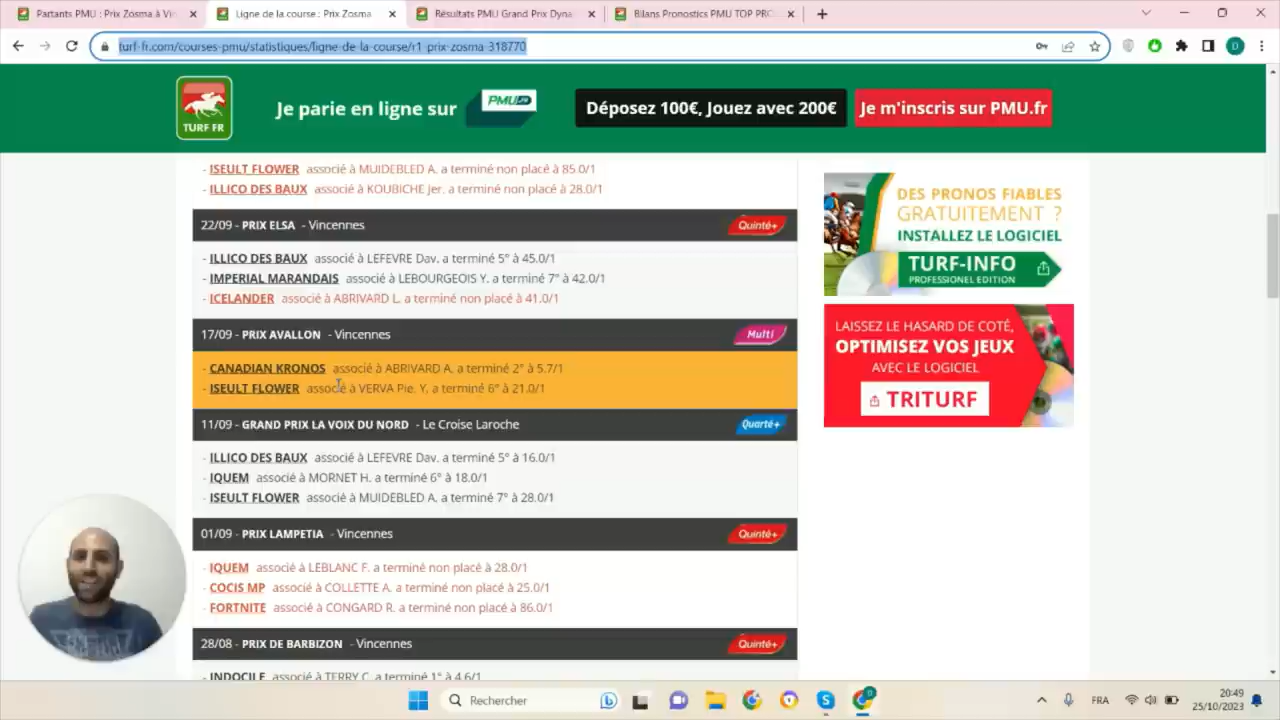 Partants PMU : Prix Zosma à Vin
Ligne de la course : Prix Zosma
Résultats PMU Grand Prix Dyna
Bilans Pronostics PMU TOP PRO
turf-fr.com/courses-pmu/statistiques/ligne-de-la-course/r1-prix-zosma-318770
D
TURF FR
Je parie en ligne sur
PMU.fr
Déposez 100€, Jouez avec 200€
Je m'inscris sur PMU.fr
- ISEULT FLOWER associé à MUIDEBLED A. a terminé non placé à 85.0/1
- ILLICO DES BAUX associé à KOUBICHE Jer. a terminé non placé à 28.0/1
22/09 - PRIX ELSA - Vincennes
Quinté+
- ILLICO DES BAUX associé à LEFEVRE Dav. a terminé 5° à 45.0/1
- IMPERIAL MARANDAIS associé à LEBOURGEOIS Y. a terminé 7° à 42.0/1
- ICELANDER associé à ABRIVARD L. a terminé non placé à 41.0/1
17/09 - PRIX AVALLON - Vincennes
Multi
- CANADIAN KRONOS associé à ABRIVARD A. a terminé 2° à 5.7/1
- ISEULT FLOWER associé à VERVA Pie. Y. a terminé 6° à 21.0/1
11/09 - GRAND PRIX LA VOIX DU NORD - Le Croise Laroche
Quarté+
- ILLICO DES BAUX associé à LEFEVRE Dav. a terminé 5° à 16.0/1
- IQUEM associé à MORNET H. a terminé 6° à 18.0/1
- ISEULT FLOWER associé à MUIDEBLED A. a terminé 7° à 28.0/1
01/09 - PRIX LAMPETIA - Vincennes
Quinté+
- IQUEM associé à LEBLANC F. a terminé non placé à 28.0/1
- COCIS MP associé à COLLETTE A. a terminé non placé à 25.0/1
- FORTNITE associé à CONGARD R. a terminé non placé à 86.0/1
28/08 - PRIX DE BARBIZON - Vincennes
Quinté+
- INDOCILE associé à TERRY C. a terminé 1° à 4.6/1
DES PRONOS FIABLES
GRATUITEMENT ?
INSTALLEZ LE LOGICIEL
TURF-INFO
PROFESSIONEL EDITION
LAISSEZ LE HASARD DE COTÉ,
OPTIMISEZ VOS JEUX
AVEC LE LOGICIEL
TRITURF
Rechercher
FRA
20:49
25/10/2023